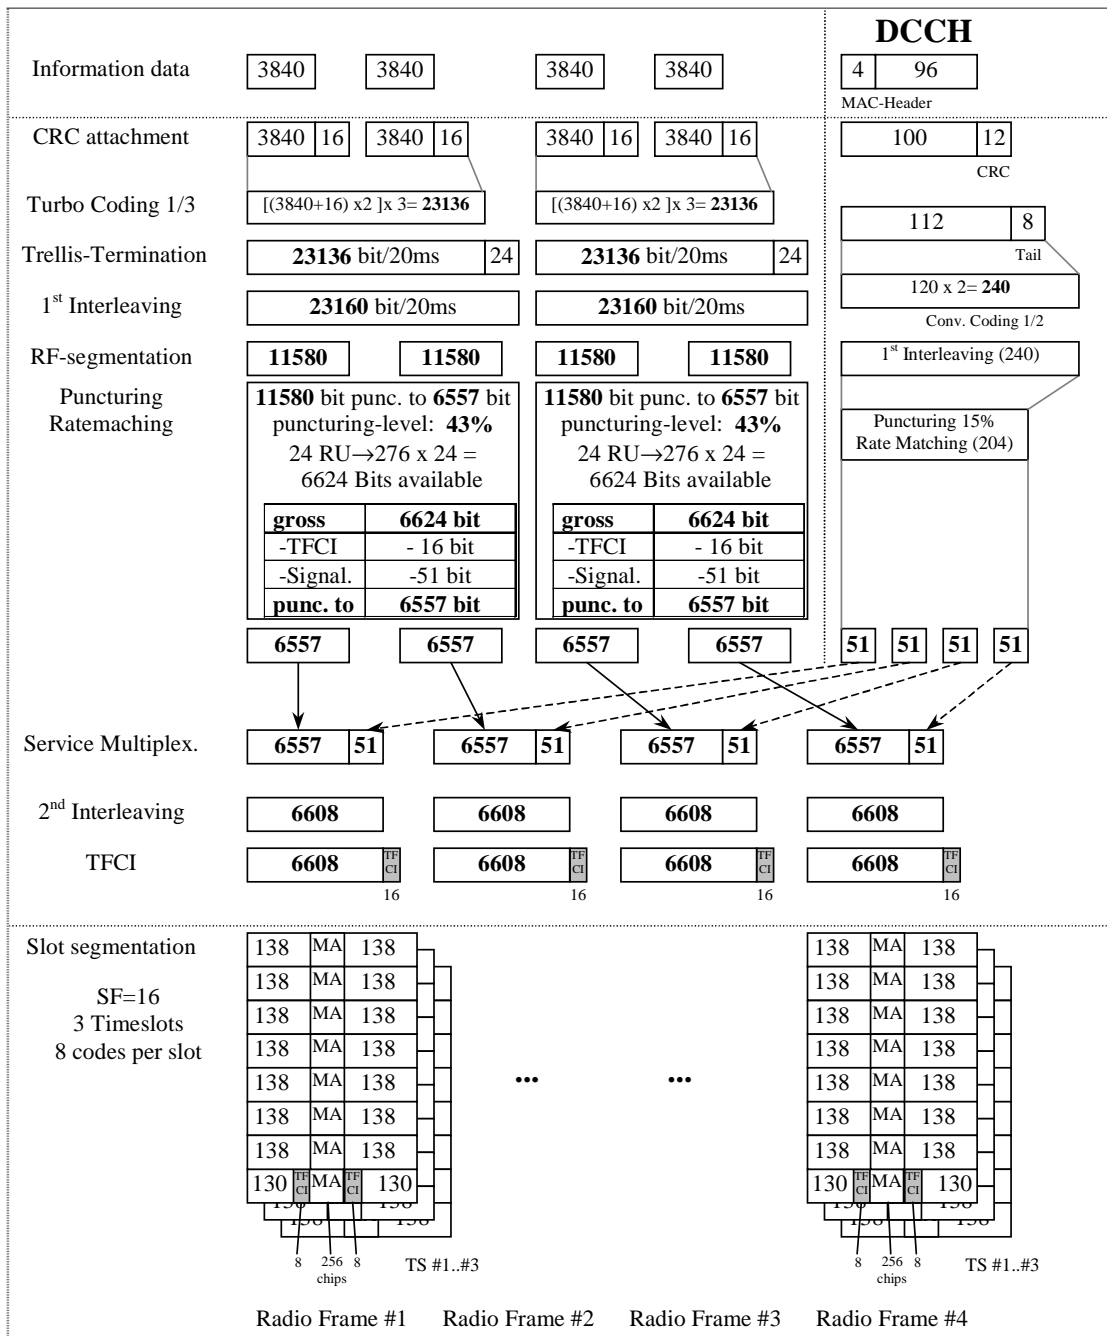 DCCH
Information data 3840 3840 3840 3840 4 96
MAC-Header
CRC attachment 3840 16 3840 16 3840 16 3840 16 100 12
CRC
Turbo Coding 1/3 [(3840+16) x2 ]x 3= 23136 [(3840+16) x2 ]x 3= 23136
112 8
Tail
Trellis-Termination 23136 bit/20ms 24 23136 bit/20ms 24
120 x 2= 240
Conv. Coding 1/2
1st Interleaving 23160 bit/20ms 23160 bit/20ms
RF-segmentation 11580 11580 11580 11580 1st Interleaving (240)
Puncturing
Ratemaching
11580 bit punc. to 6557 bit
puncturing-level: 43%
24 RU→276 x 24 =
6624 Bits available
gross 6624 bit
-TFCI - 16 bit
-Signal. -51 bit
punc. to 6557 bit
11580 bit punc. to 6557 bit
puncturing-level: 43%
24 RU→276 x 24 =
6624 Bits available
gross 6624 bit
-TFCI - 16 bit
-Signal. -51 bit
punc. to 6557 bit
Puncturing 15%
Rate Matching (204)
6557 6557 6557 6557 51 51 51 51
Service Multiplex. 6557 51 6557 51 6557 51 6557 51
2nd Interleaving 6608 6608 6608 6608
TFCI 6608 TF CI 6608 TF CI 6608 TF CI 6608 TF CI
16 16 16 16
Slot segmentation
SF=16
3 Timeslots
8 codes per slot
138 MA 138 138 MA 138
138 MA 138 138 MA 138
138 MA 138 138 MA 138
138 MA 138 138 MA 138
138 MA 138 138 MA 138
... ...
138 MA 138 138 MA 138
138 MA 138 138 MA 138
130 TF CI MA TF CI 130 130 TF CI MA TF CI 130
138 138 138 138
138 138 138 138
8 256 chips 8 TS #1..#3 8 256 chips 8 TS #1..#3
Radio Frame #1 Radio Frame #2 Radio Frame #3 Radio Frame #4